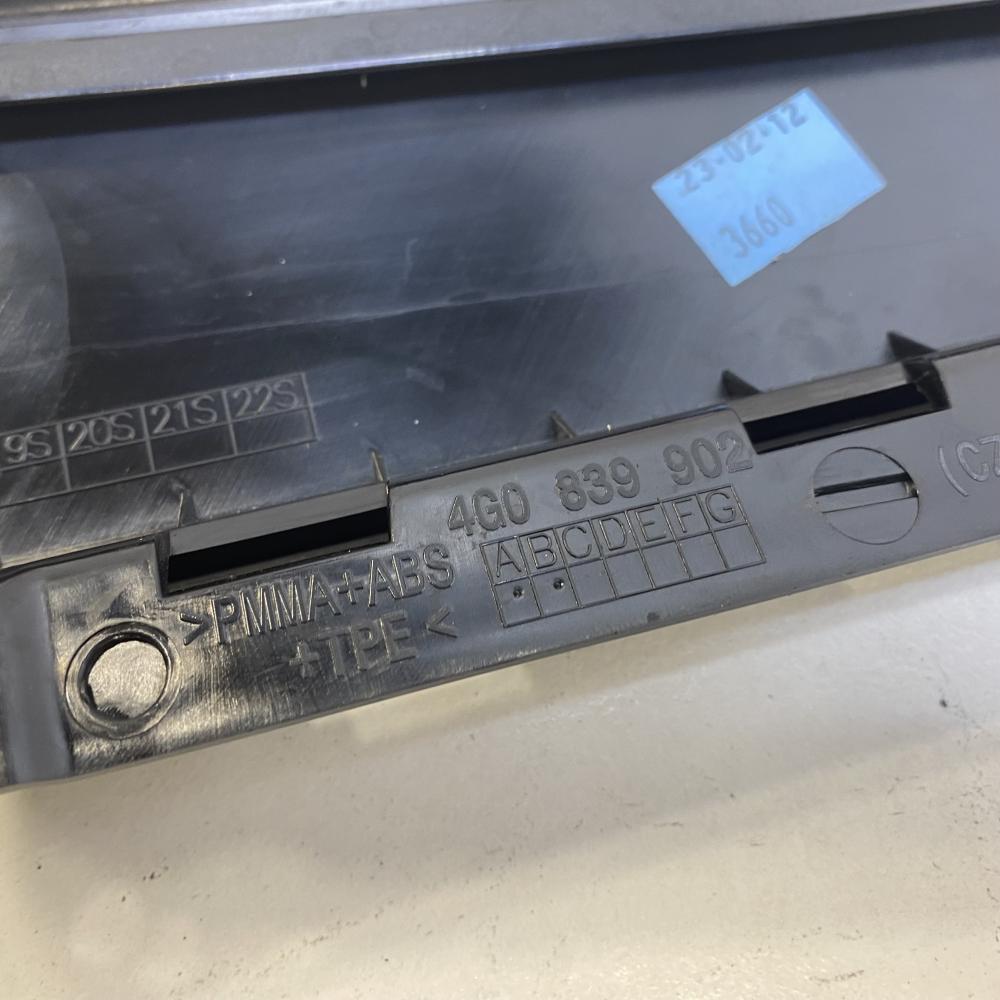 23-02-12
3660
9S 20S 21S 22S
4G0 839 902
A B C D E F G
>PMMA+ABS
+TPE<
(CZ